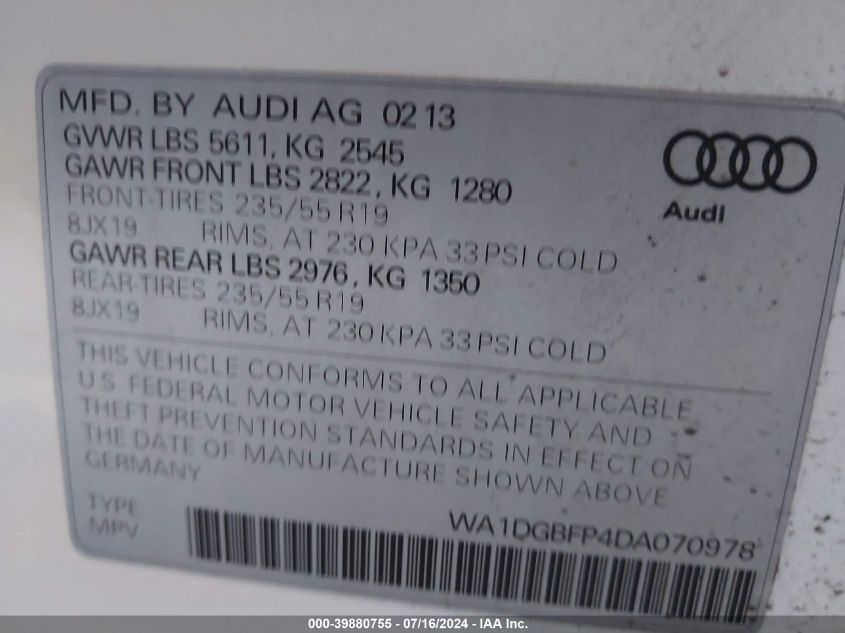 MFD. BY AUDI AG 02 13
GVWR LBS 5611, KG 2545
GAWR FRONT LBS 2822, KG 1280
FRONT-TIRES 235/55 R19
8JX19 RIMS, AT 230 KPA 33 PSI COLD
GAWR REAR LBS 2976, KG 1350
REAR-TIRES 235/55 R19
8JX19 RIMS, AT 230 KPA 33 PSI COLD
Audi
THIS VEHICLE CONFORMS TO ALL APPLICABLE
U.S. FEDERAL MOTOR VEHICLE SAFETY AND
THEFT PREVENTION STANDARDS IN EFFECT ON
THE DATE OF MANUFACTURE SHOWN ABOVE
GERMANY
TYPE
MPV
WA1DGBFP4DA070978
000-39880755 - 07/16/2024 - IAA Inc.